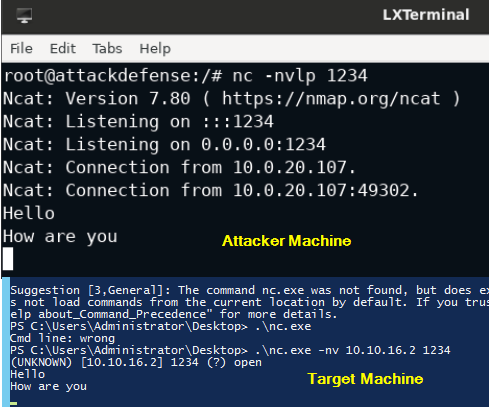 LXTerminal
File Edit Tabs Help
root@attackdefense:/# nc -nvlp 1234
Ncat: Version 7.80 ( https://nmap.org/ncat )
Ncat: Listening on :::1234
Ncat: Listening on 0.0.0.0:1234
Ncat: Connection from 10.0.20.107.
Ncat: Connection from 10.0.20.107:49302.
Hello
How are you
Attacker Machine
Suggestion [3,General]: The command nc.exe was not found, but does ex
s not load commands from the current location by default. If you trus
elp about_Command_Precedence" for more details.
PS C:\Users\Administrator\Desktop> .\nc.exe
Cmd line: wrong
PS C:\Users\Administrator\Desktop> .\nc.exe -nv 10.10.16.2 1234
(UNKNOWN) [10.10.16.2] 1234 (?) open
Hello
How are you
Target Machine